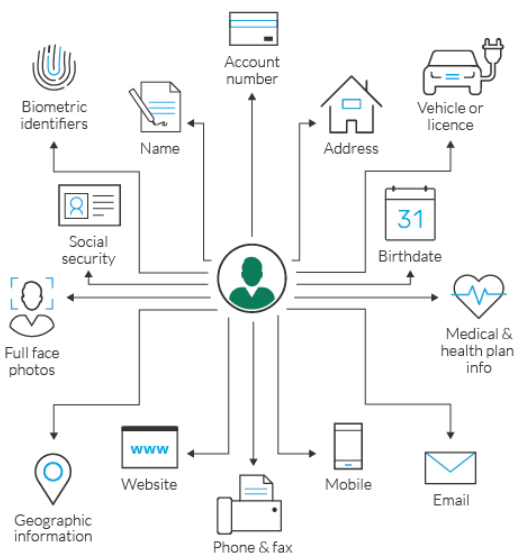 Account
number
Biometric
identifiers
Name
Address
Vehicle or
licence
Social
security
31
Birthdate
Full face
photos
Medical &
health plan
info
www
Website
Mobile
Email
Geographic
information
Phone & fax